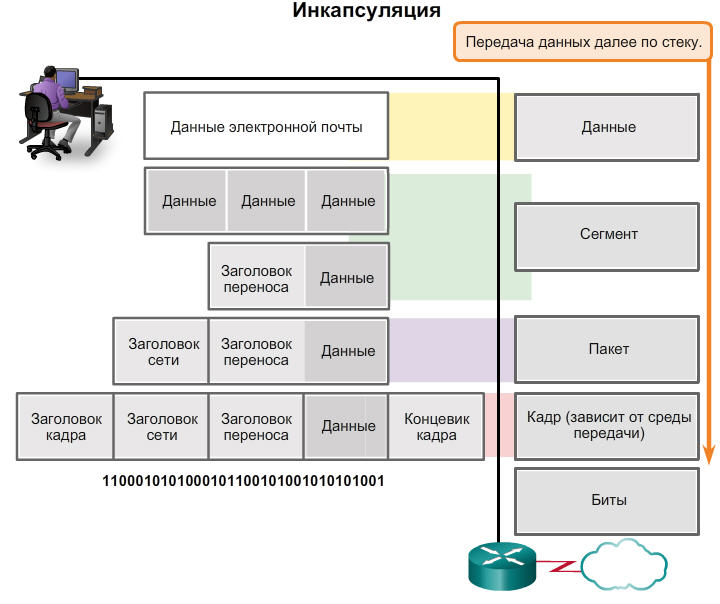 Инкапсуляция
Передача данных далее по стеку.
Данные электронной почты
Данные
Данные Данные Данные
Сегмент
Заголовок
переноса
Данные
Заголовок
сети
Заголовок
переноса
Данные
Пакет
Заголовок
кадра
Заголовок
сети
Заголовок
переноса
Данные
Концевик
кадра
Кадр (зависит от среды
передачи)
1100010101000101100101001010101001
Биты